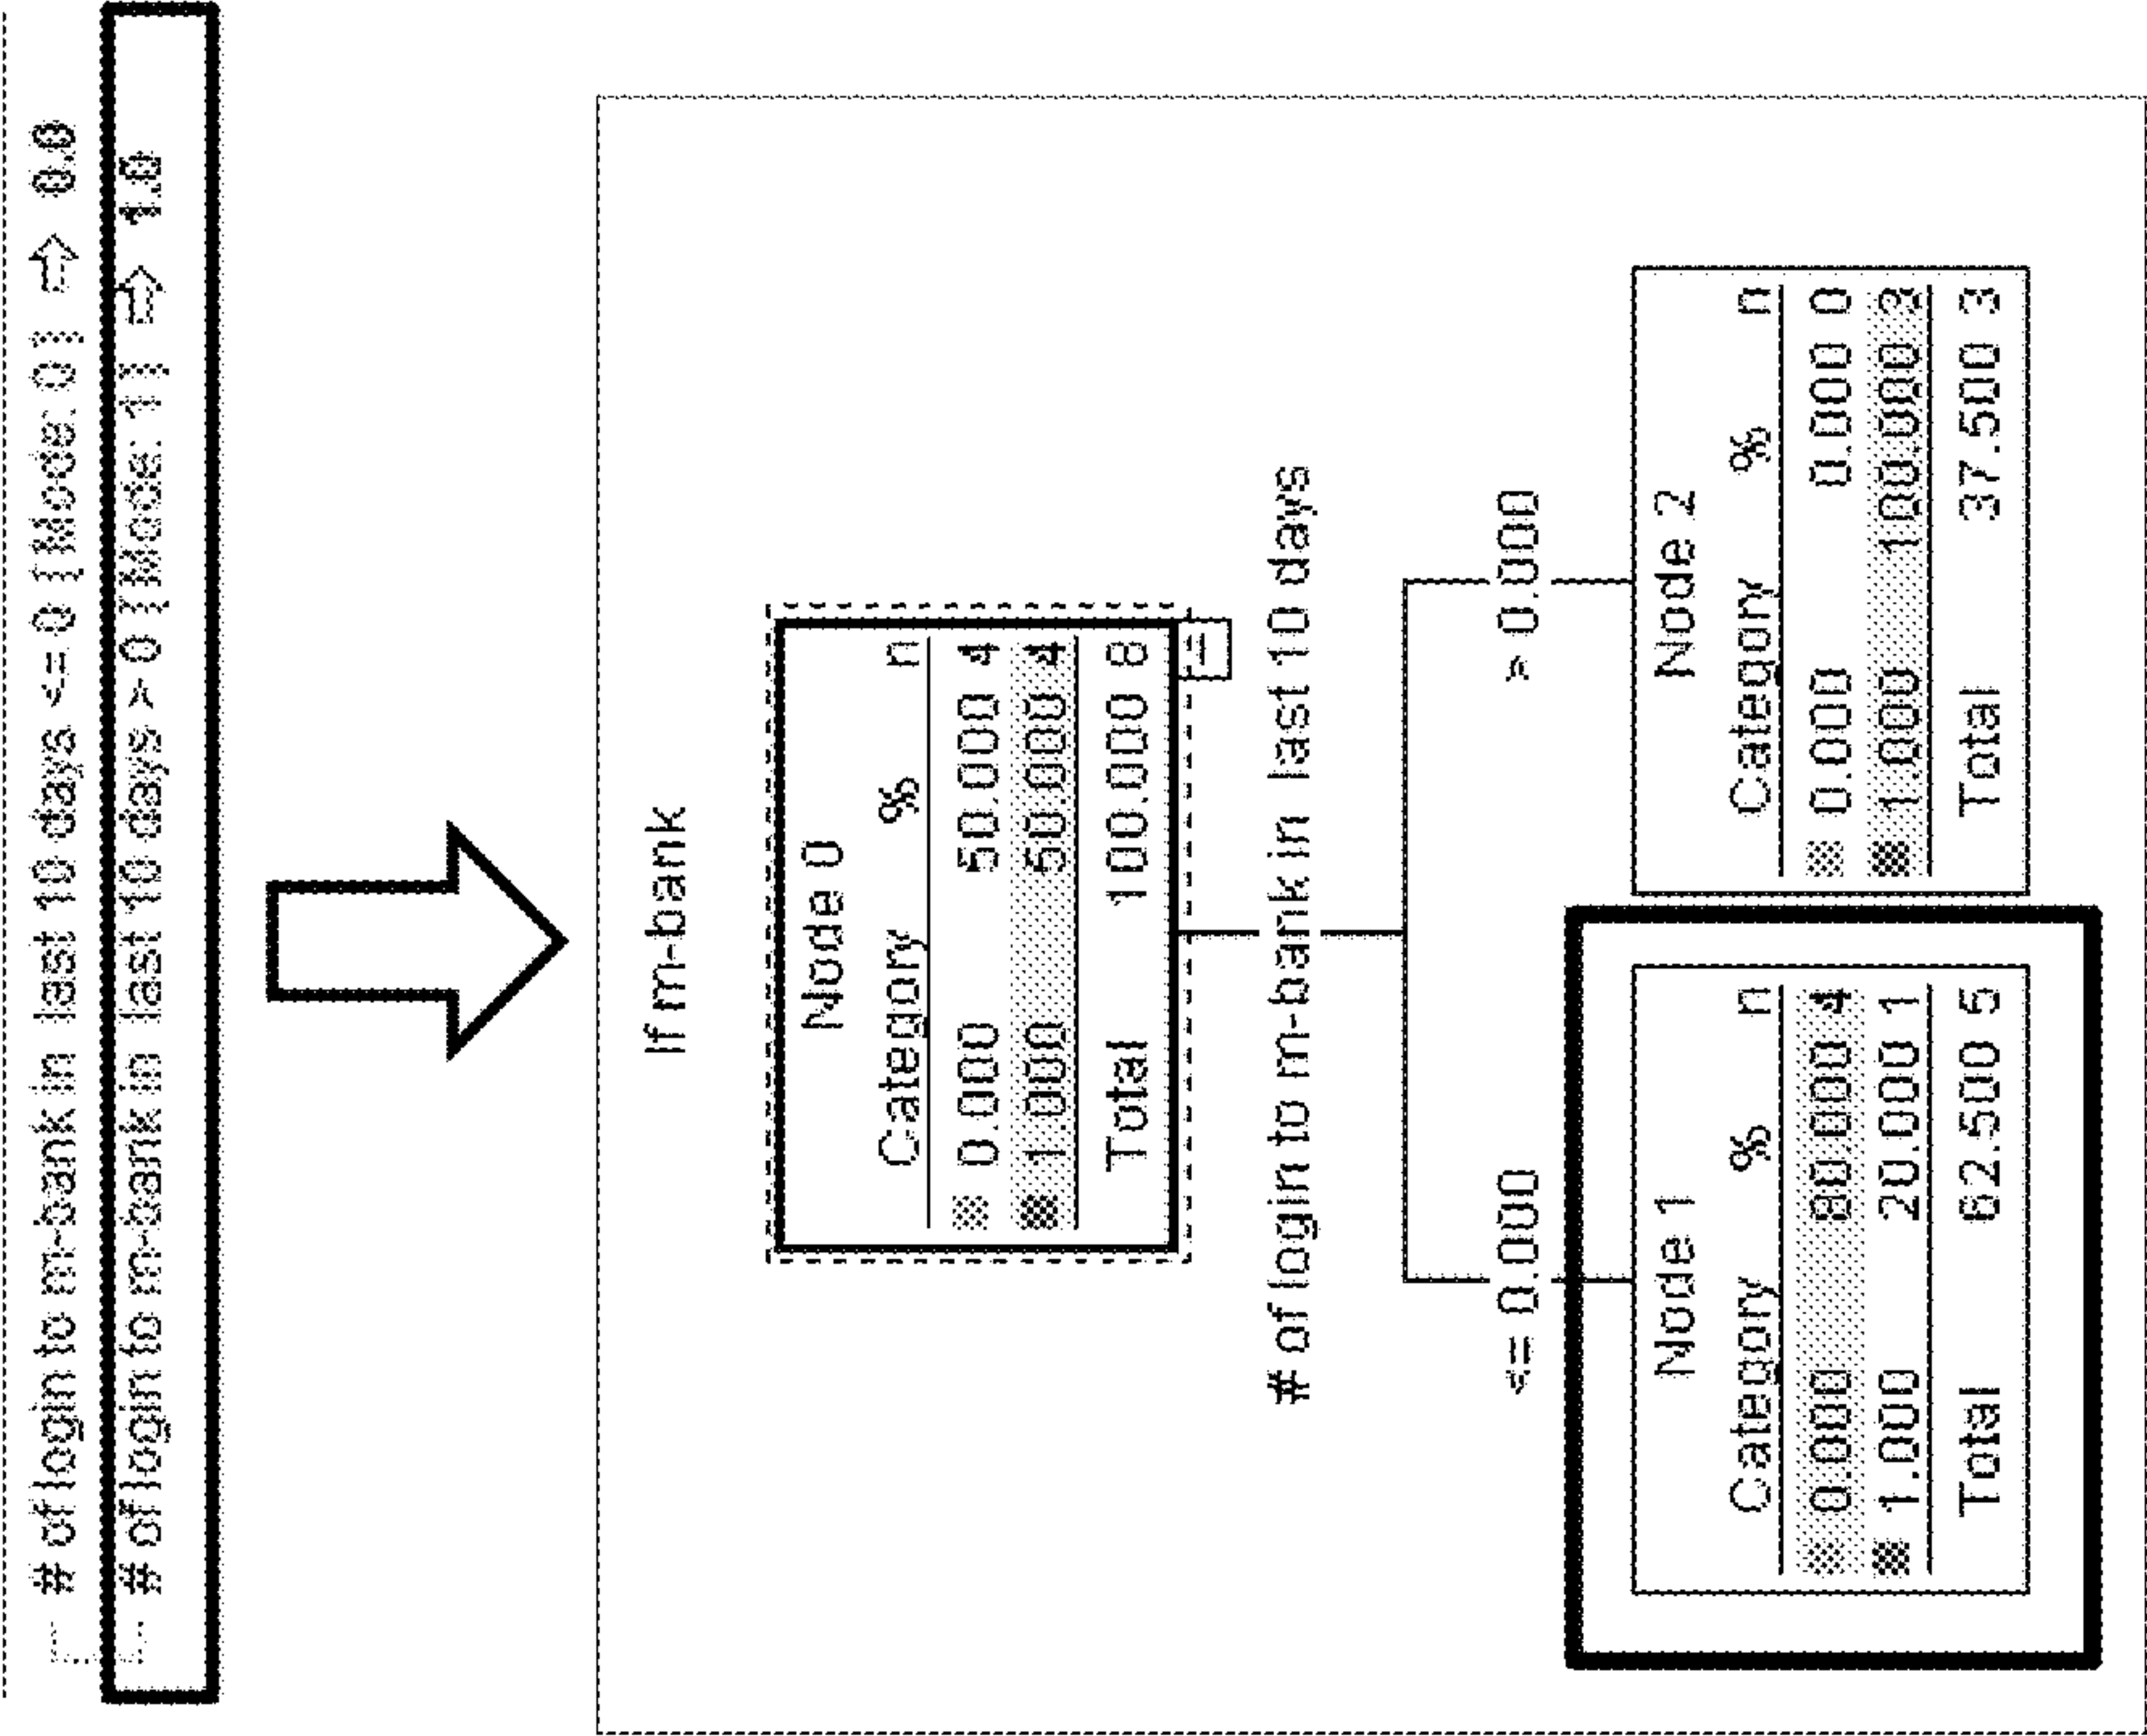 # of login to m-bank in last 10 days <= 0 [Mode: 0] ⇒ 0.0
# of login to m-bank in last 10 days > 0 [Mode: 1] ⇒ 1.0
If m-bank
Node 0
Category % n
0.000 50.000 4
1.000 50.000 4
Total 100.000 8
# of login to m-bank in last 10 days
<= 0.000
> 0.000
Node 1
Category % n
0.000 80.000 4
1.000 20.000 1
Total 62.500 5
Node 2
Category % n
0.000 0.000 0
1.000 100.000 3
Total 37.500 3